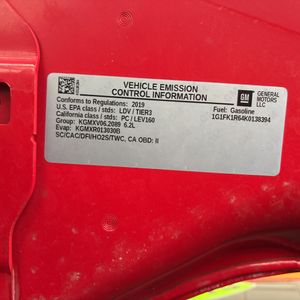 VEHICLE EMISSION
CONTROL INFORMATION
GM
GENERAL
MOTORS
LLC
Conforms to Regulations: 2019
Fuel: Gasoline
U.S. EPA class / stds: LDV / TIER3
1G1FK1R64K0138394
California class / stds: PC / LEV160
Group: KGMXV06.2089 6.2L
Evap: KGMXR013030B
SC/CAC/DFI/HO2S/TWC, CA OBD: II